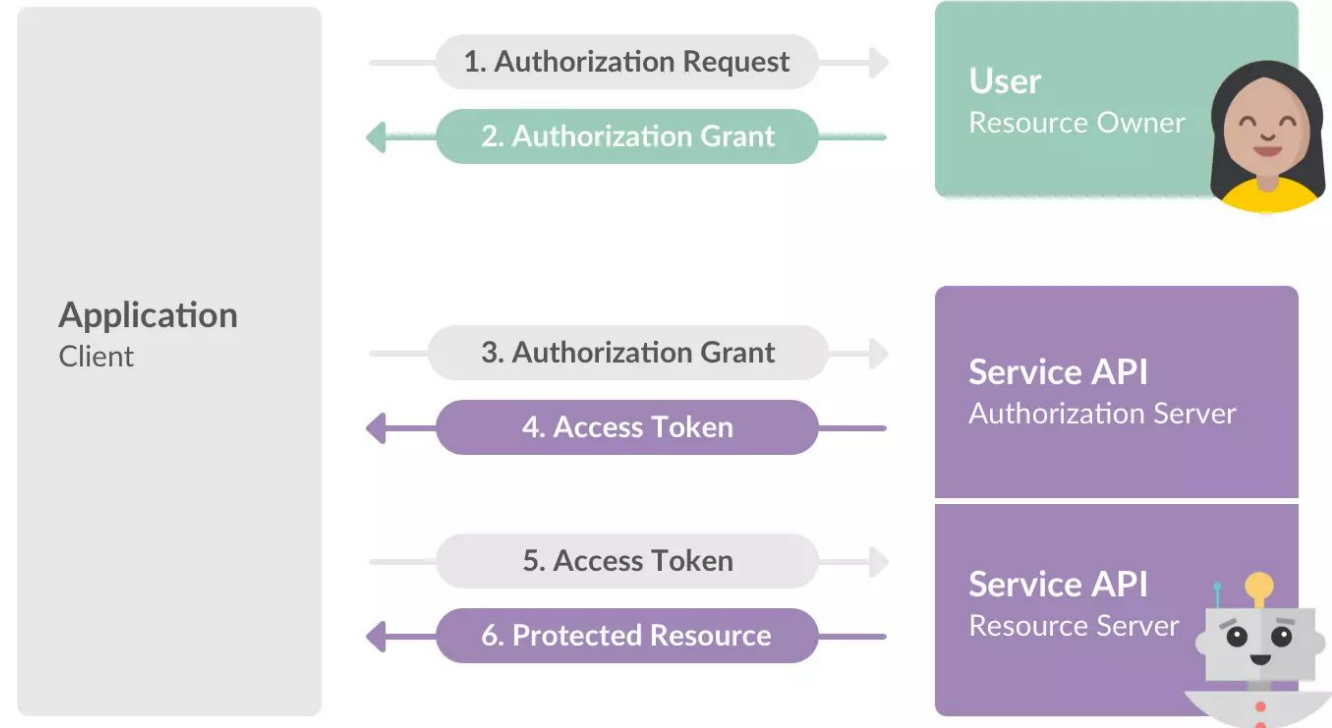 1. Authorization Request
2. Authorization Grant
User
Resource Owner
Application
Client
3. Authorization Grant
4. Access Token
Service API
Authorization Server
5. Access Token
6. Protected Resource
Service API
Resource Server